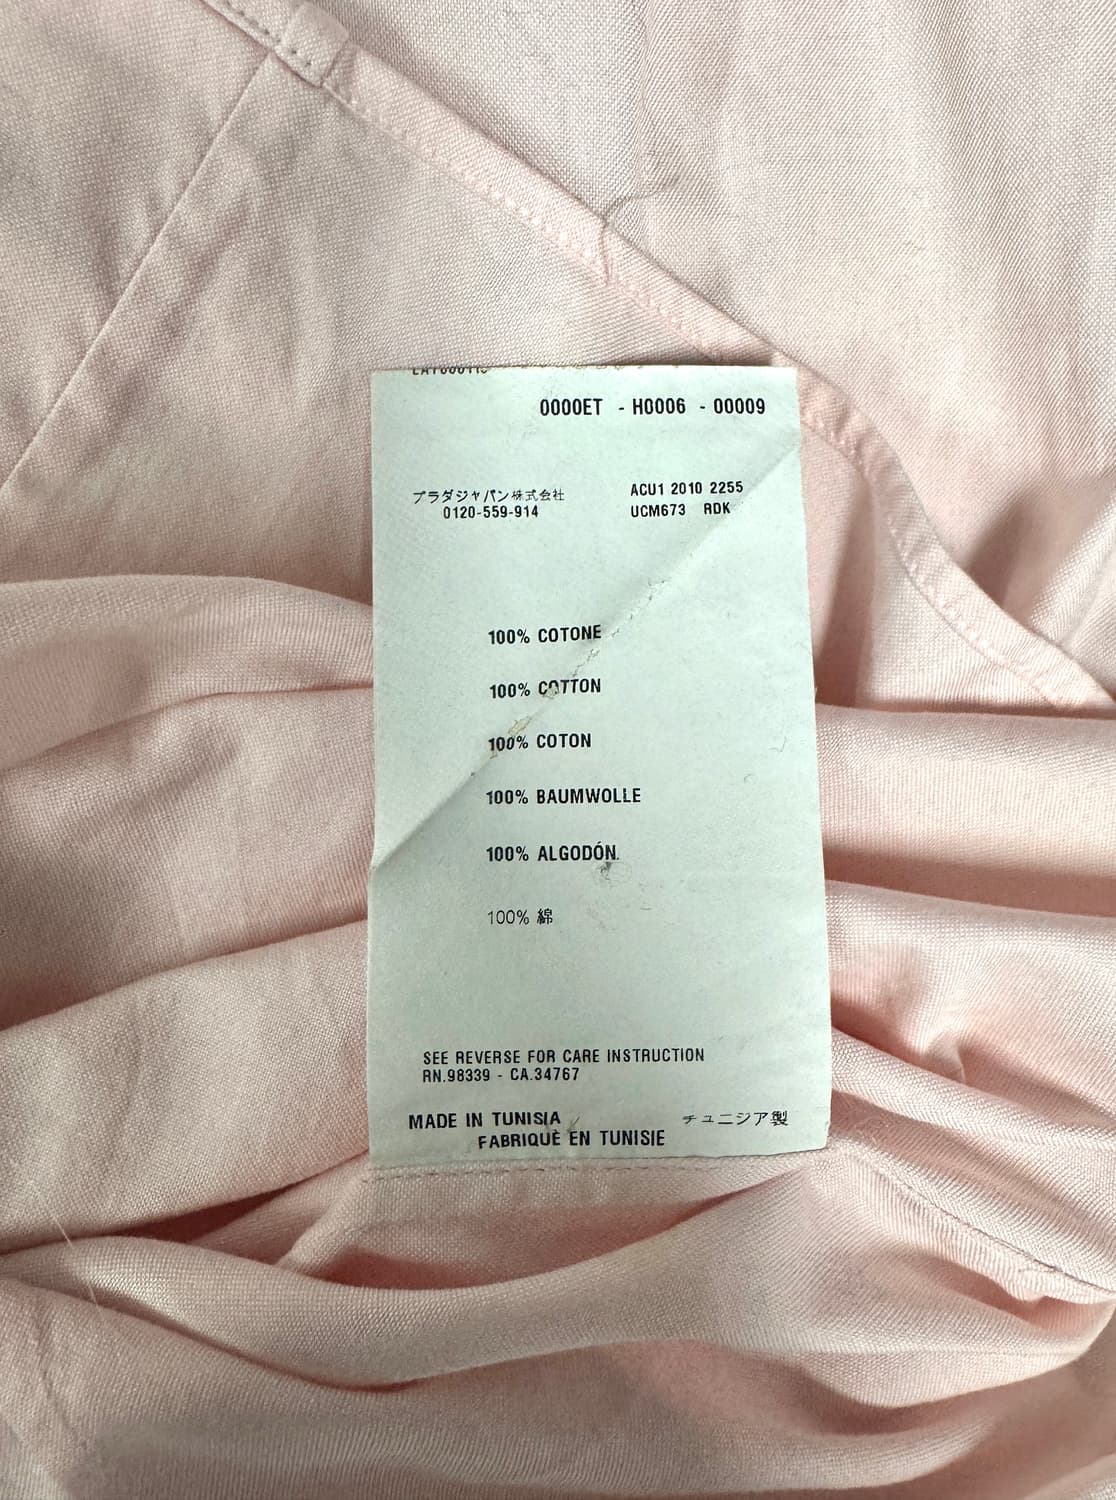 0000ET - H0006 - 00009
プラダジャパン株式会社
0120-559-914
ACU1 2010 2255
UCM673 RDK
100% COTONE
100% COTTON
100% COTON
100% BAUMWOLLE
100% ALGODÓN
100% 綿
SEE REVERSE FOR CARE INSTRUCTION
RN.98339 - CA.34767
MADE IN TUNISIA
チュニジア製
FABRIQUÈ EN TUNISIE